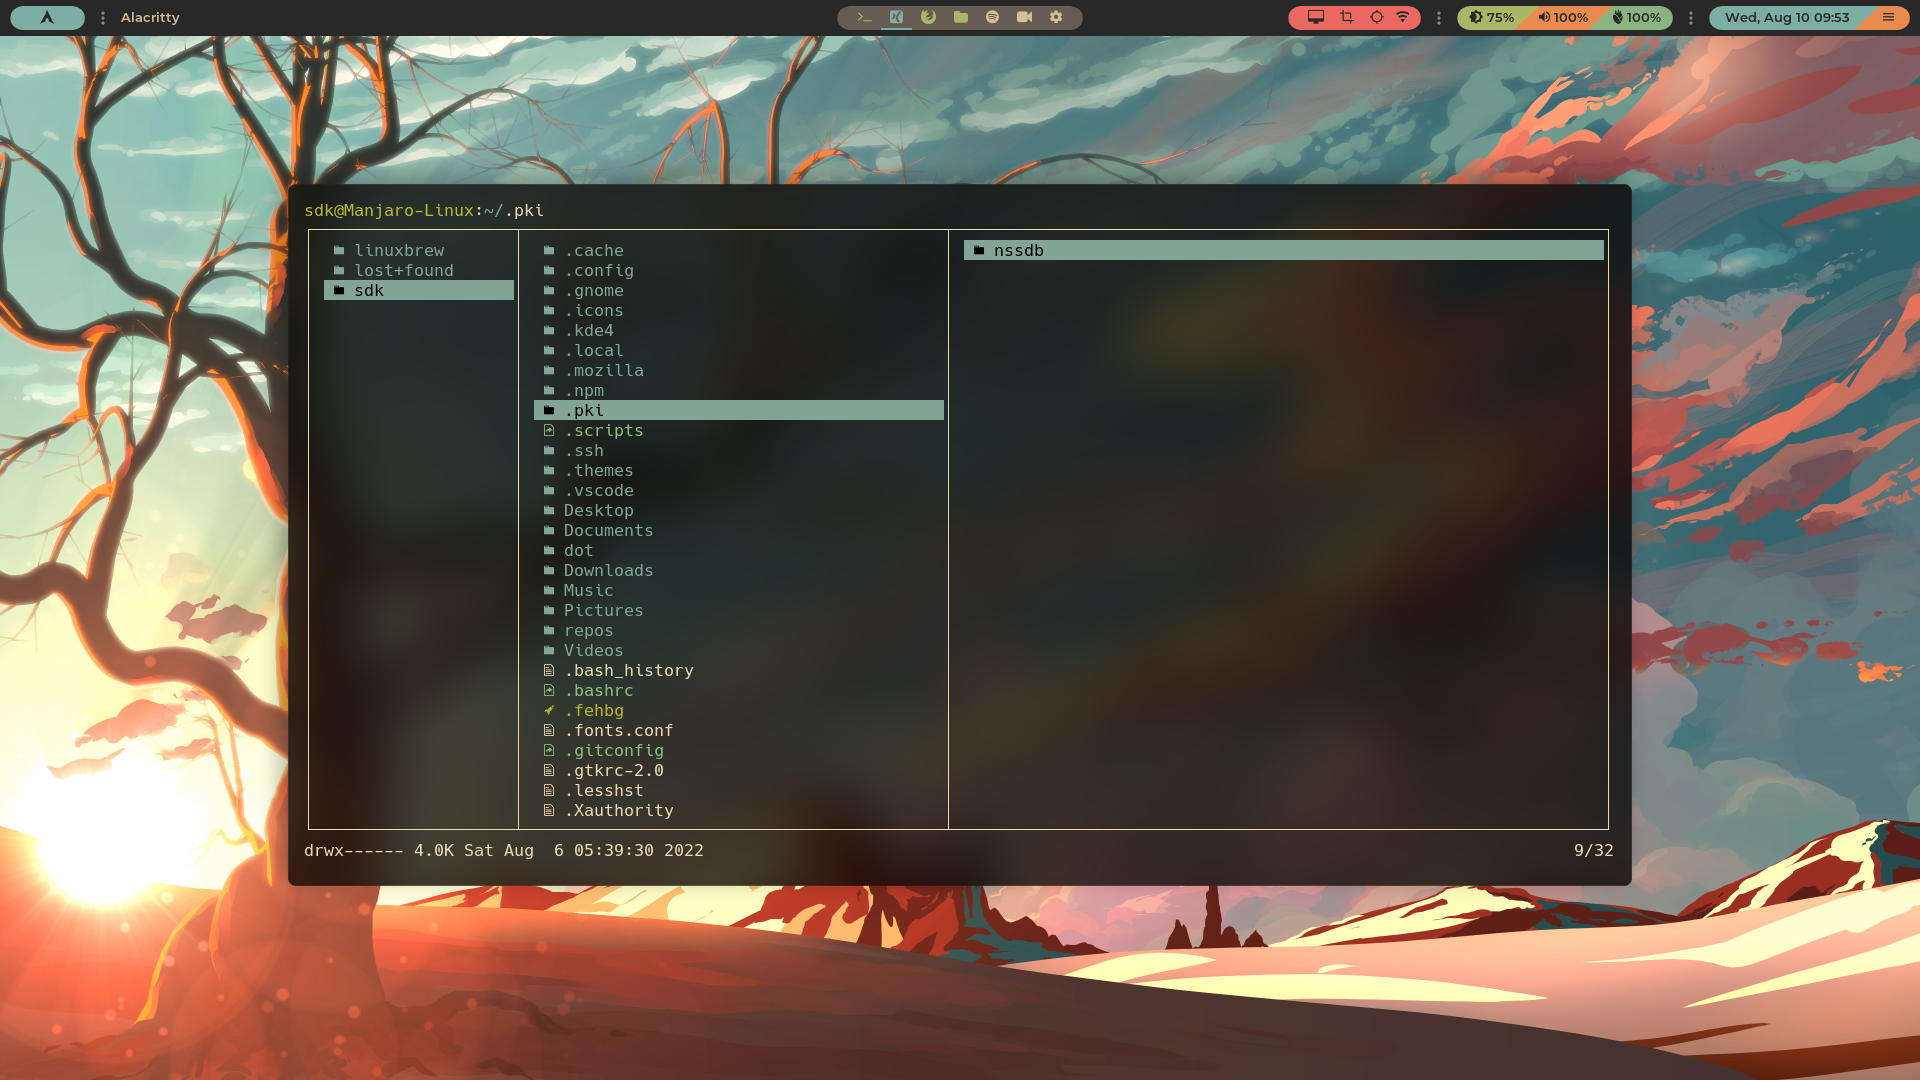 Alacritty
75% 100% 100% Wed, Aug 10 09:53
sdk@Manjaro-Linux:~/.pki
linuxbrew
lost+found
sdk
.cache
.config
.gnome
.icons
.kde4
.local
.mozilla
.npm
.pki
.scripts
.ssh
.themes
.vscode
Desktop
Documents
dot
Downloads
Music
Pictures
repos
Videos
.bash_history
.bashrc
.fehbg
.fonts.conf
.gitconfig
.gtkrc-2.0
.lesshst
.Xauthority
nssdb
drwx------ 4.0K Sat Aug  6 05:39:30 2022
9/32